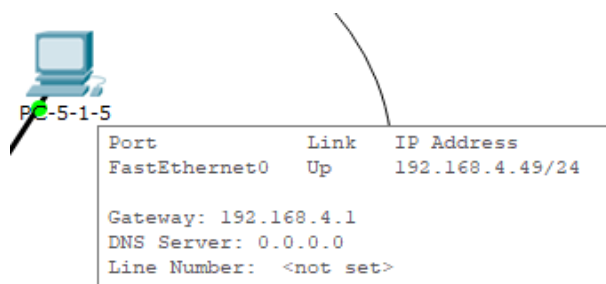 PC-5-1-5
Port Link IP Address
FastEthernet0 Up 192.168.4.49/24
Gateway: 192.168.4.1
DNS Server: 0.0.0.0
Line Number: <not set>